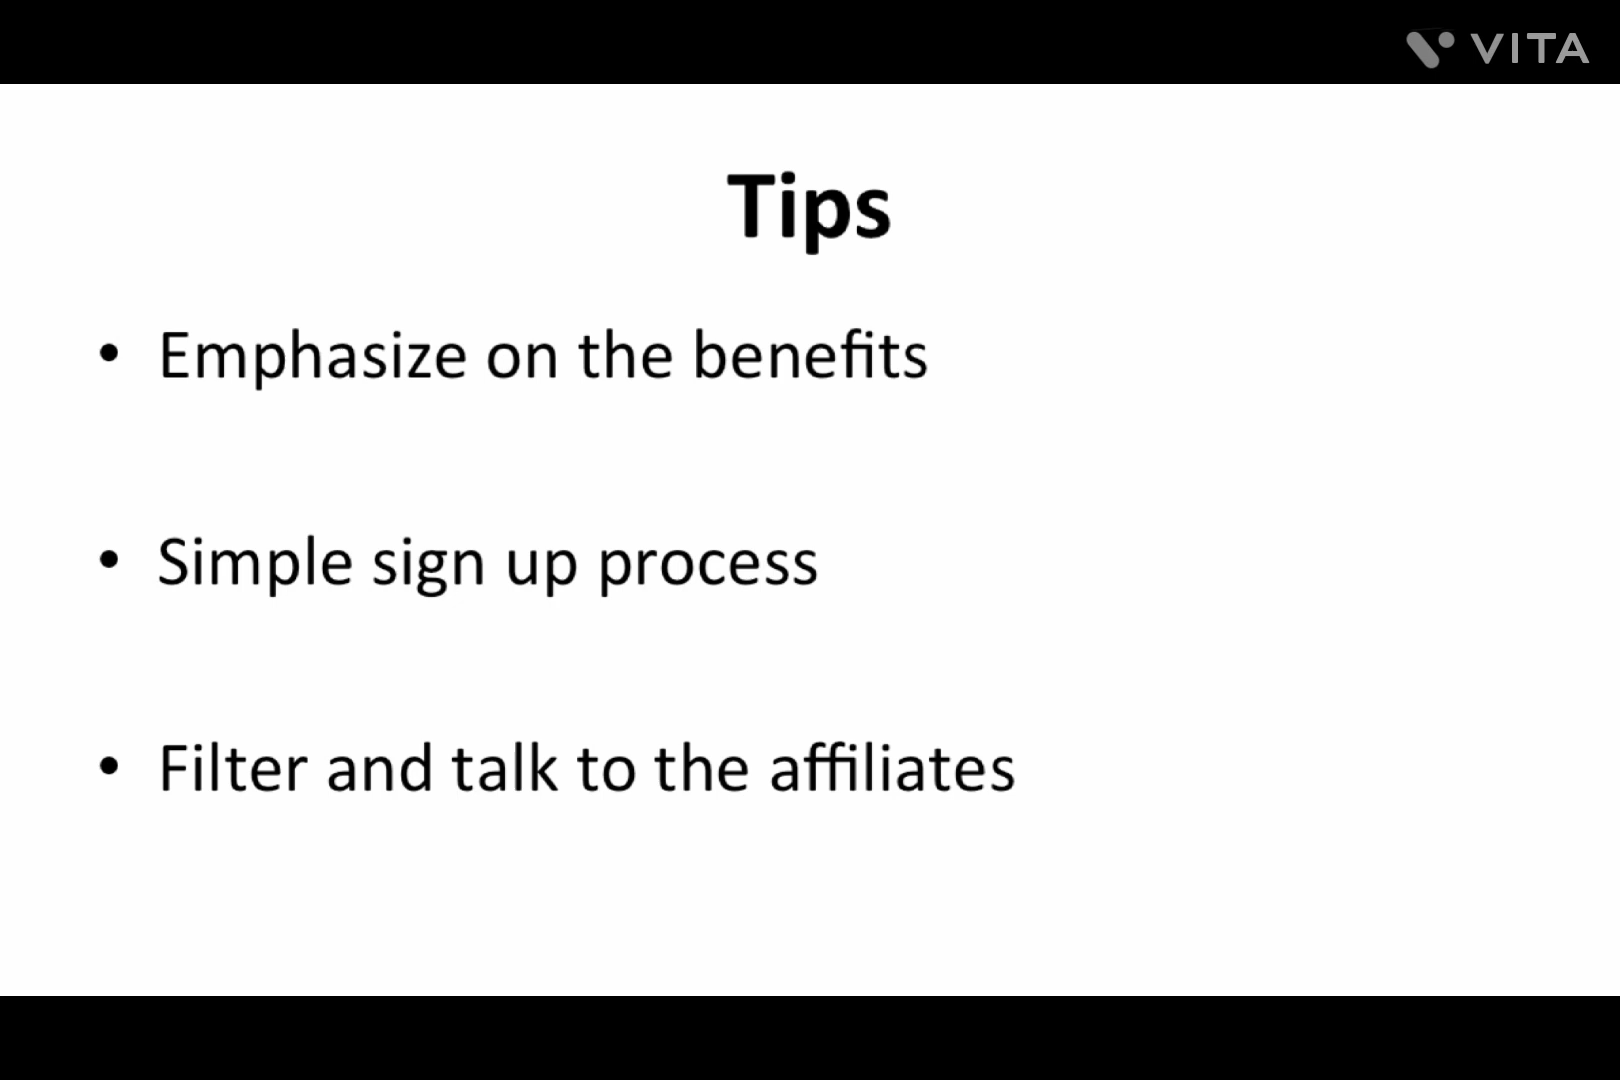 VITA
Tips
• Emphasize on the benefits
• Simple sign up process
• Filter and talk to the affiliates